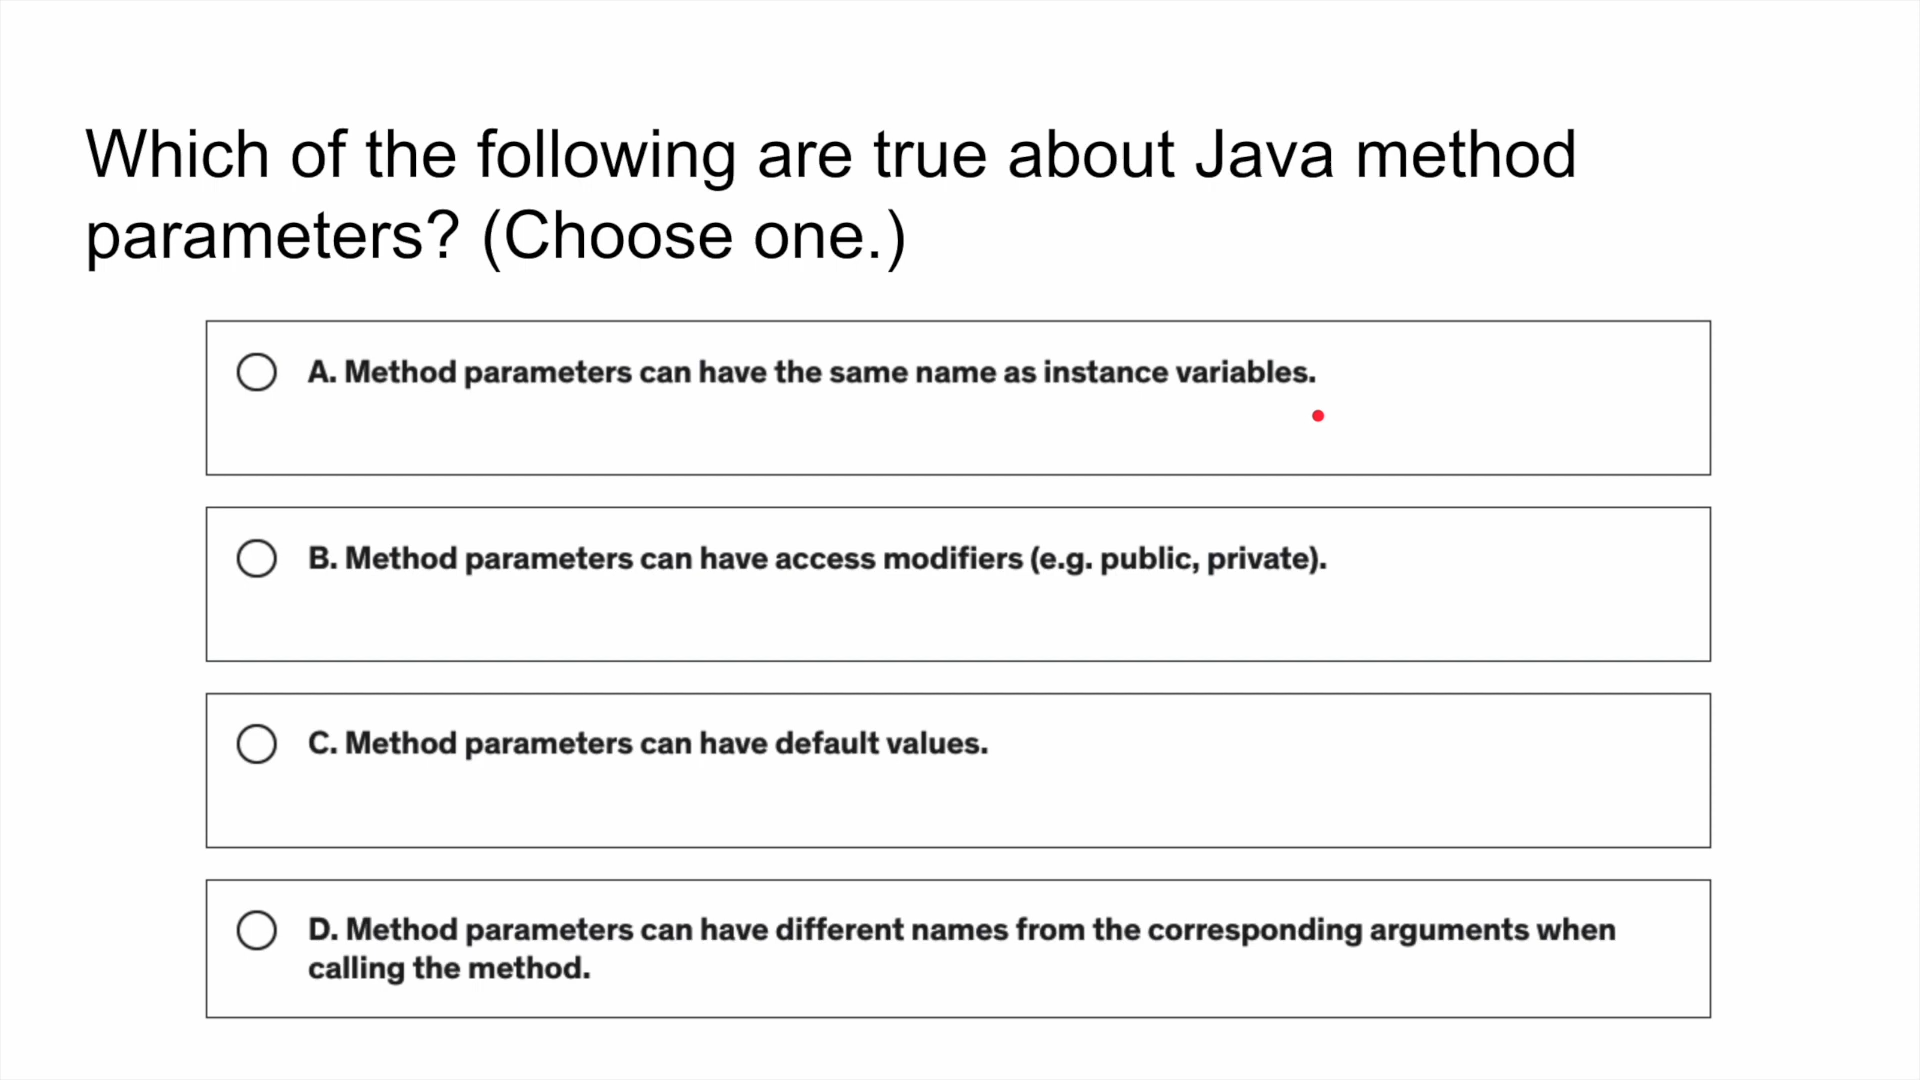 Which of the following are true about Java method
parameters? (Choose one.)
A. Method parameters can have the same name as instance variables.
B. Method parameters can have access modifiers (e.g. public, private).
C. Method parameters can have default values.
D. Method parameters can have different names from the corresponding arguments when
calling the method.